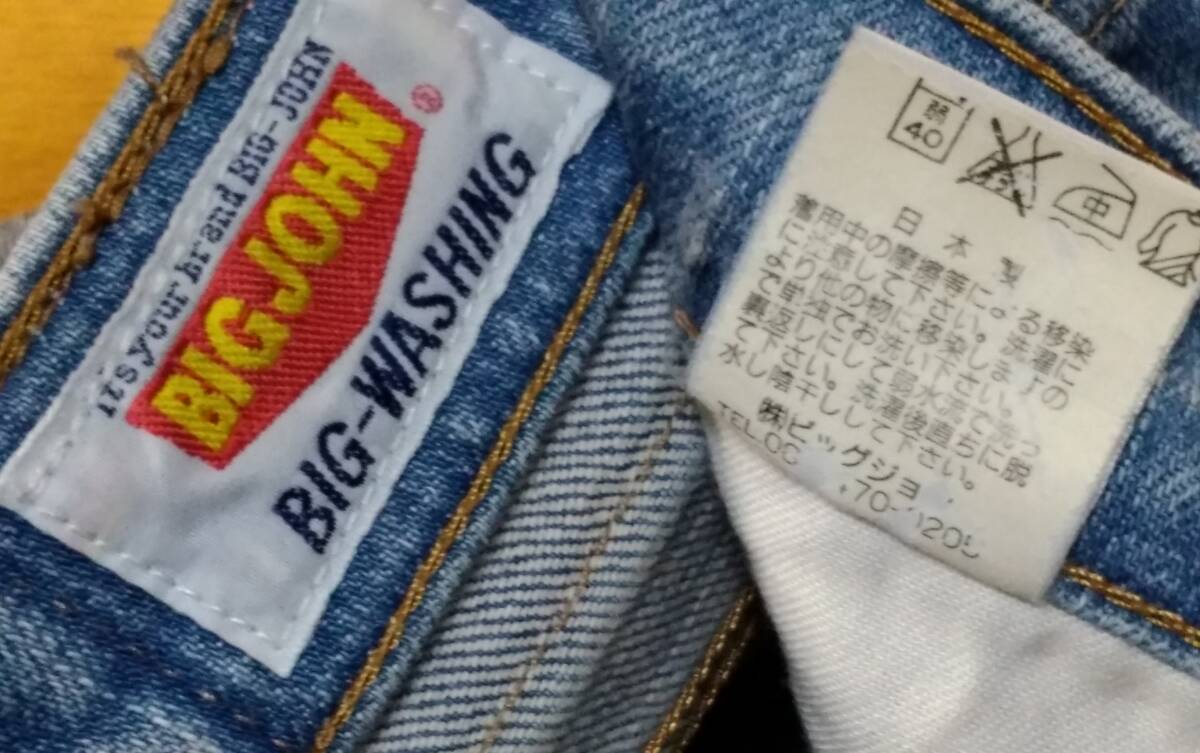 is your brand BIG-JOHN
BIG JOHN ®
BIG-WASHING
弱
40
中
日本製
着用中の摩擦等による移染
に注意して下さい。洗濯に
より他の物に移染しますの
で単独でお洗い下さい。
裏返しにして弱水流で洗っ
て下さい。洗濯後直ちに脱
水し陰干しして下さい。
㈱ビッグジョ
TEL